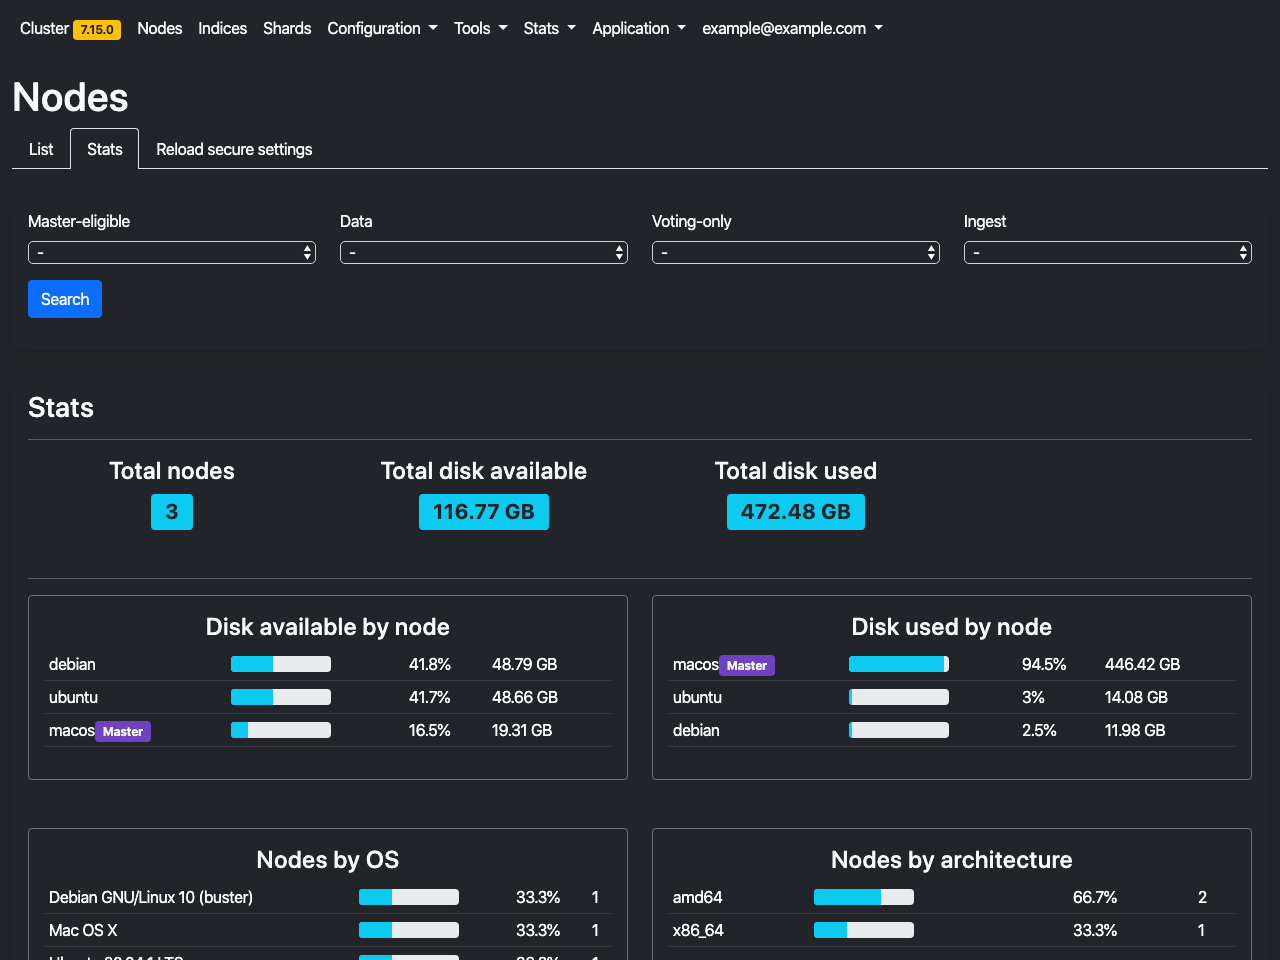 Cluster 7.15.0 Nodes Indices Shards Configuration Tools Stats Application example@example.com
Nodes
List Stats Reload secure settings
Master-eligible Data Voting-only Ingest
- - - -
Search
Stats
Total nodes Total disk available Total disk used
3 116.77 GB 472.48 GB
Disk available by node
debian 41.8% 48.79 GB
ubuntu 41.7% 48.66 GB
macos Master 16.5% 19.31 GB
Disk used by node
macos Master 94.5% 446.42 GB
ubuntu 3% 14.08 GB
debian 2.5% 11.98 GB
Nodes by OS
Debian GNU/Linux 10 (buster) 33.3% 1
Mac OS X 33.3% 1
Nodes by architecture
amd64 66.7% 2
x86_64 33.3% 1